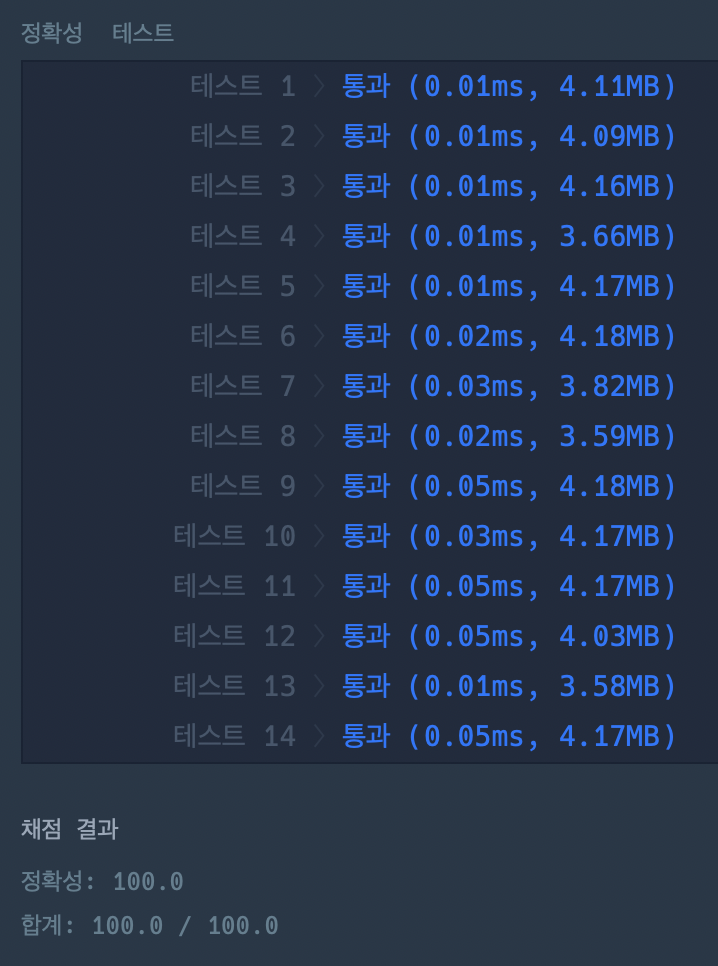 정확성 테스트
테스트 1 〉 통과 (0.01ms, 4.11MB)
테스트 2 〉 통과 (0.01ms, 4.09MB)
테스트 3 〉 통과 (0.01ms, 4.16MB)
테스트 4 〉 통과 (0.01ms, 3.66MB)
테스트 5 〉 통과 (0.01ms, 4.17MB)
테스트 6 〉 통과 (0.02ms, 4.18MB)
테스트 7 〉 통과 (0.03ms, 3.82MB)
테스트 8 〉 통과 (0.02ms, 3.59MB)
테스트 9 〉 통과 (0.05ms, 4.18MB)
테스트 10 〉 통과 (0.03ms, 4.17MB)
테스트 11 〉 통과 (0.05ms, 4.17MB)
테스트 12 〉 통과 (0.05ms, 4.03MB)
테스트 13 〉 통과 (0.01ms, 3.58MB)
테스트 14 〉 통과 (0.05ms, 4.17MB)
채점 결과
정확성: 100.0
합계: 100.0 / 100.0